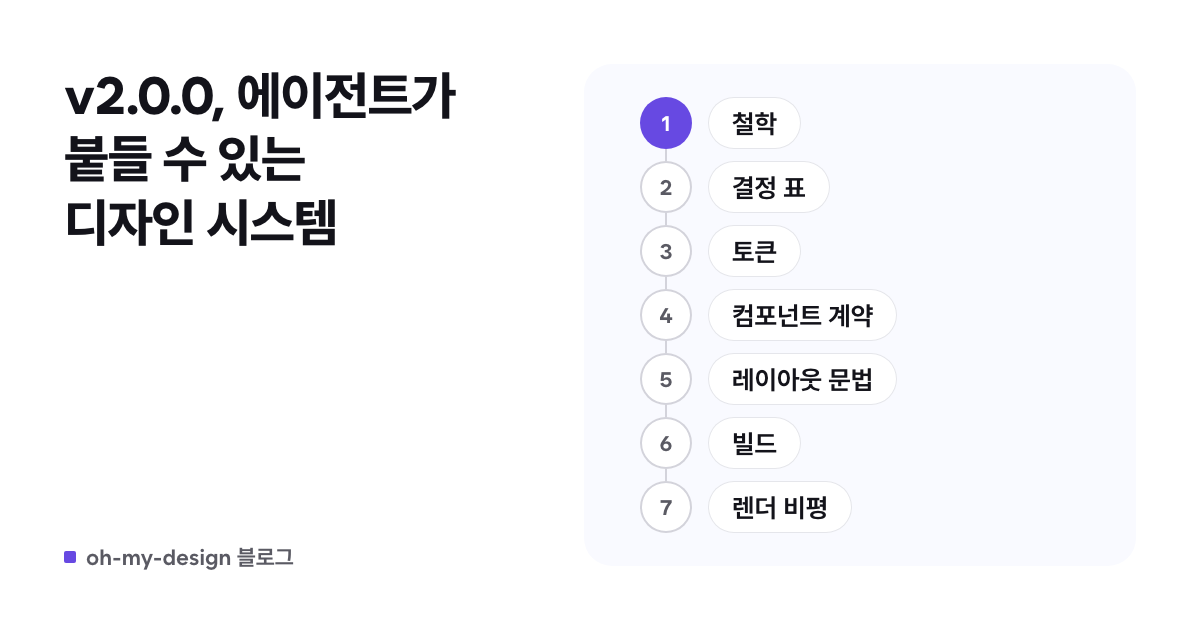 v2.0.0, 에이전트가
붙들 수 있는
디자인 시스템
1 철학
2 결정 표
3 토큰
4 컴포넌트 계약
5 레이아웃 문법
6 빌드
7 렌더 비평
oh-my-design 블로그